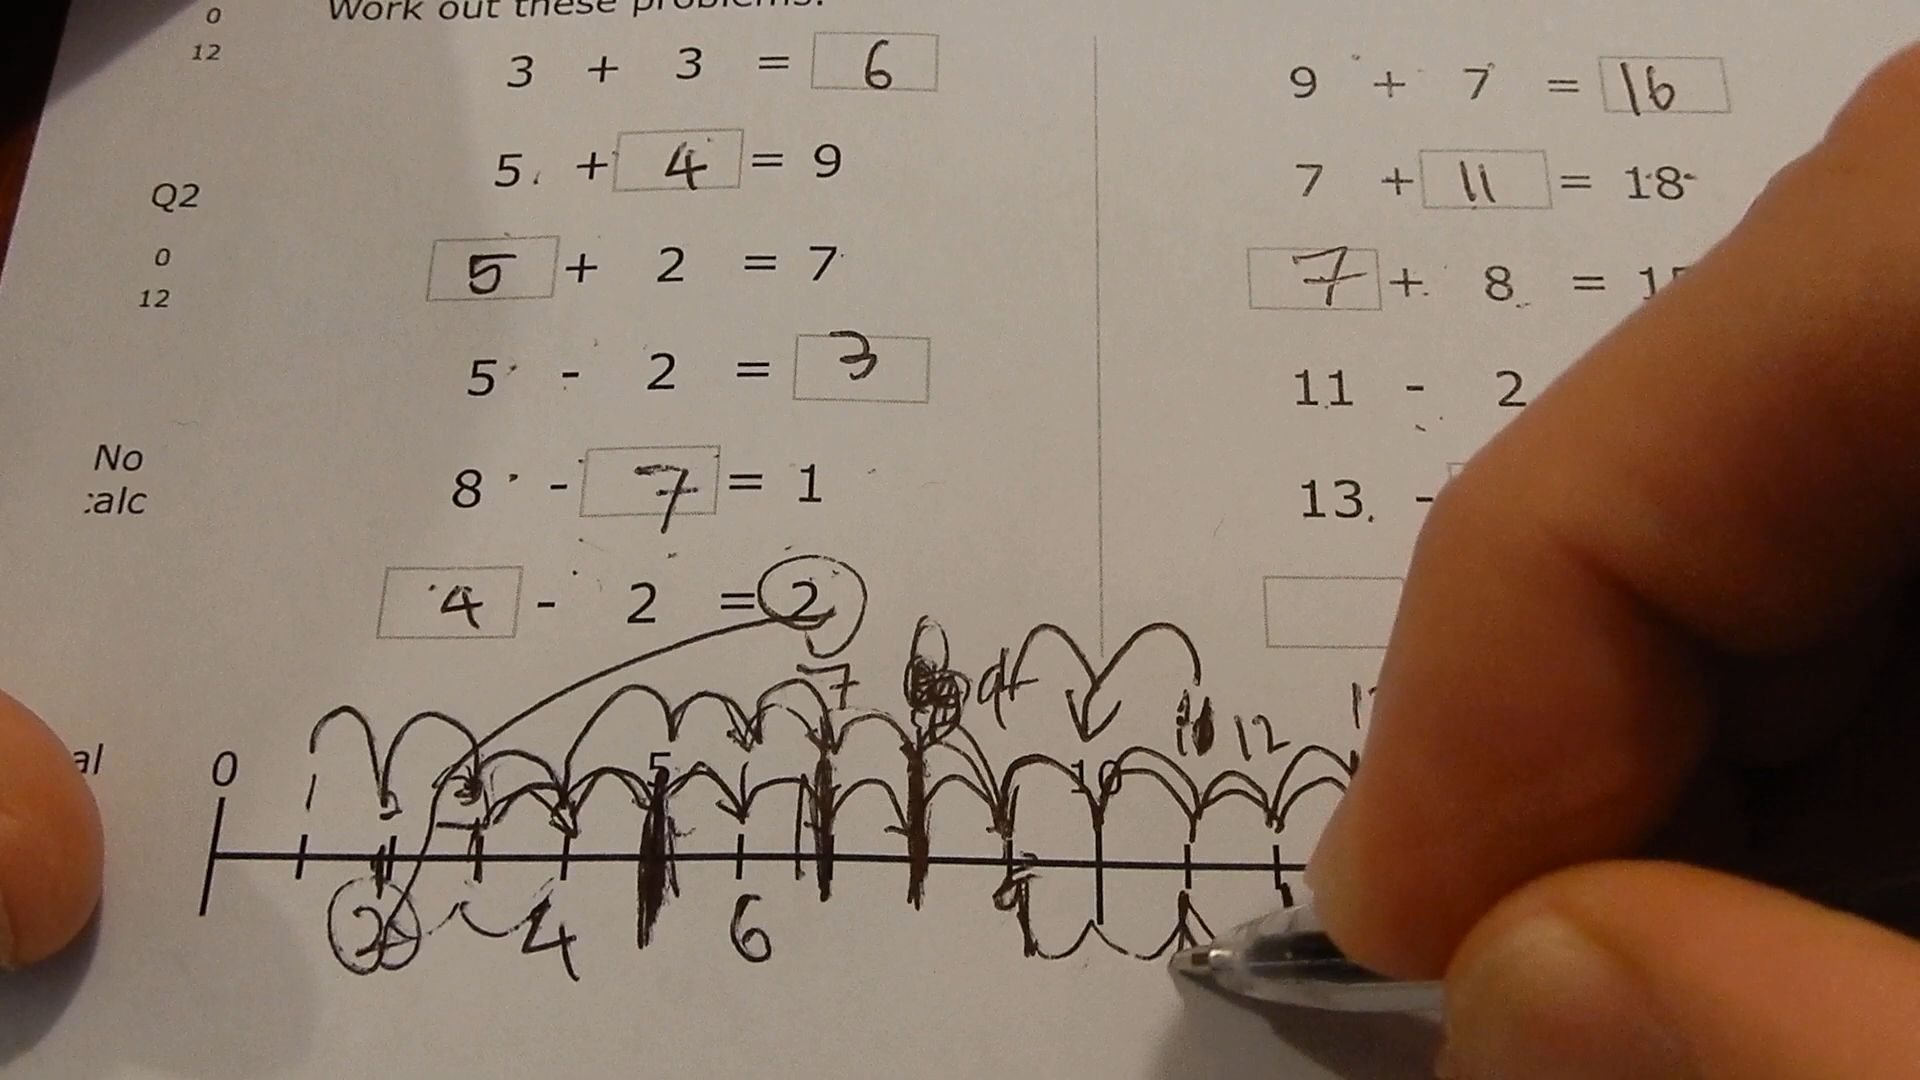 0
12
Work out these problems.
3 + 3 = 6
5 + 4 = 9
Q2
0
12
5 + 2 = 7
5 - 2 = 3
No
calc
8 - 7 = 1
4 - 2 = 2
9 + 7 = 16
7 + 11 = 18
7 + 8 =
11 - 2
13 -
7
12
0
5
10
2
4
6